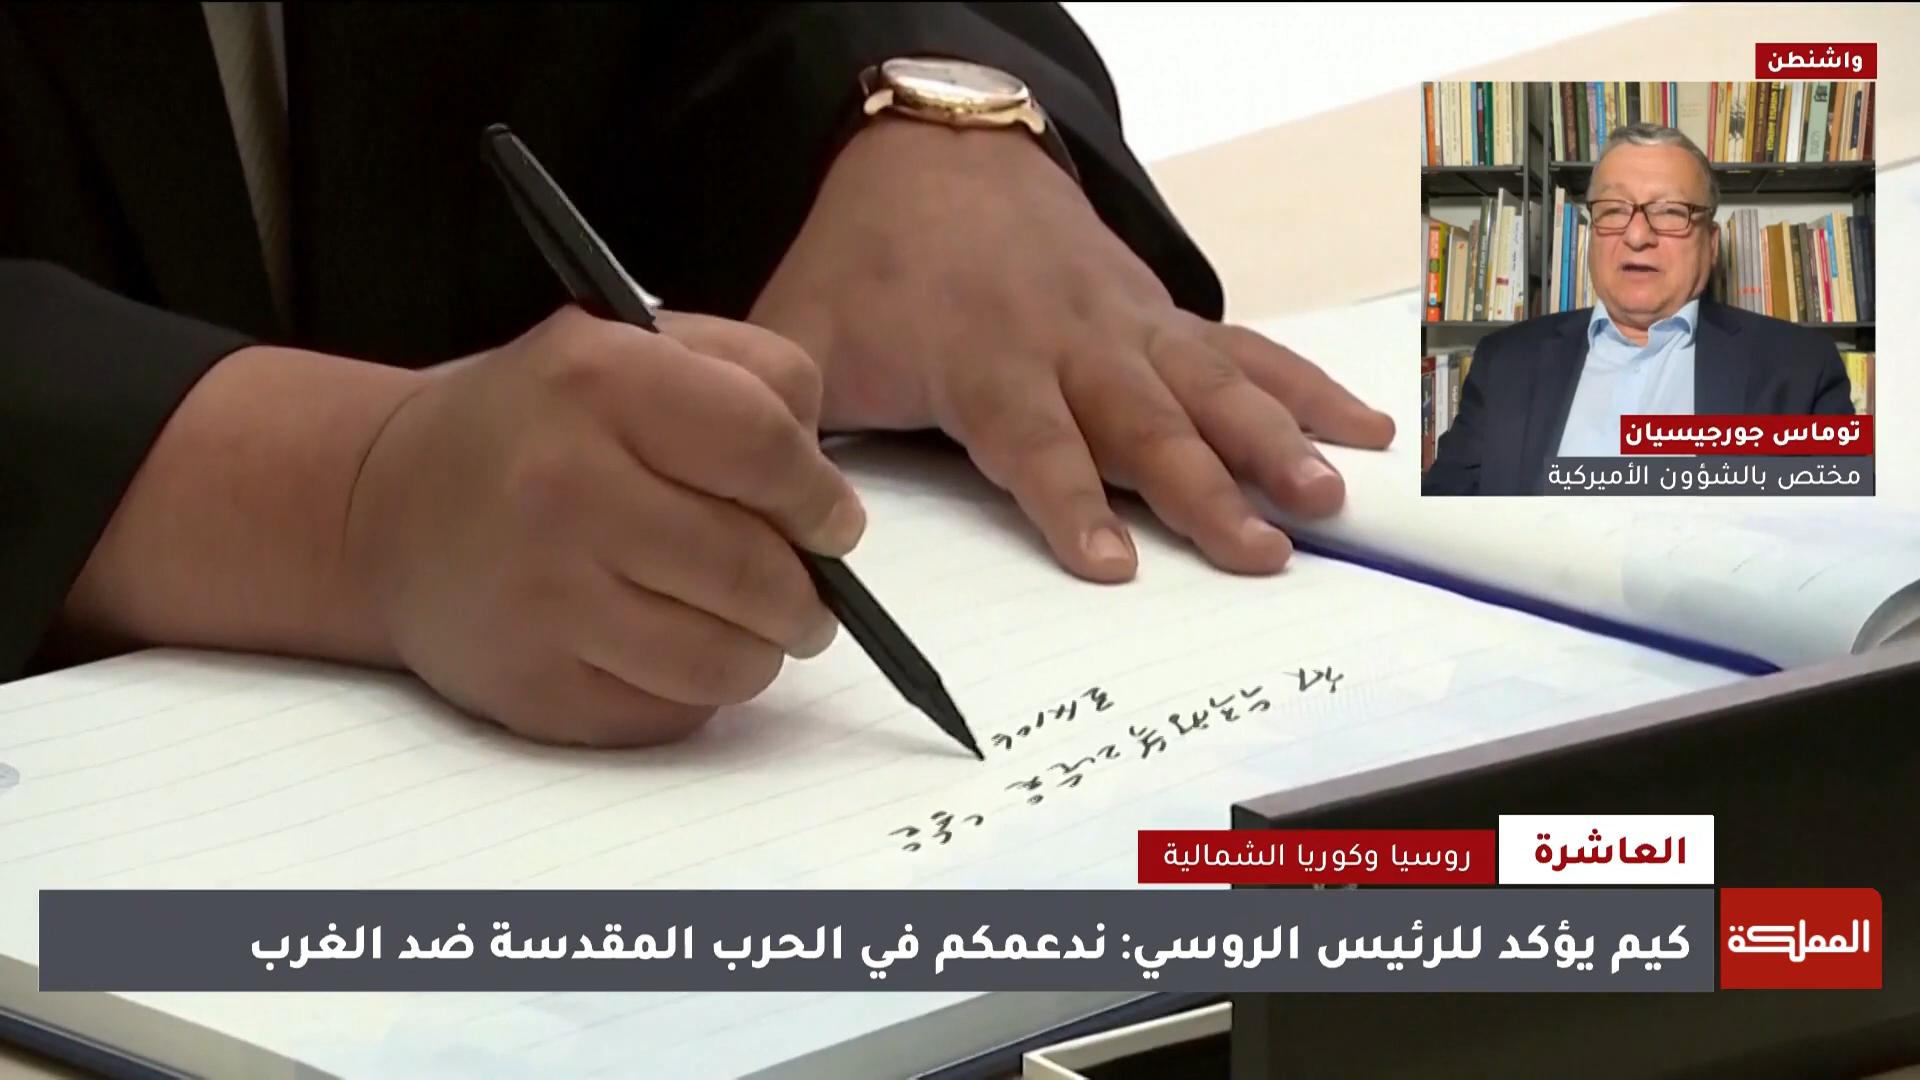 واشنطن
توماس جورجيسيان
مختص بالشؤون الأميركية
العاشرة
روسيا وكوريا الشمالية
كيم يؤكد للرئيس الروسي: ندعمكم في الحرب المقدسة ضد الغرب
المملكة